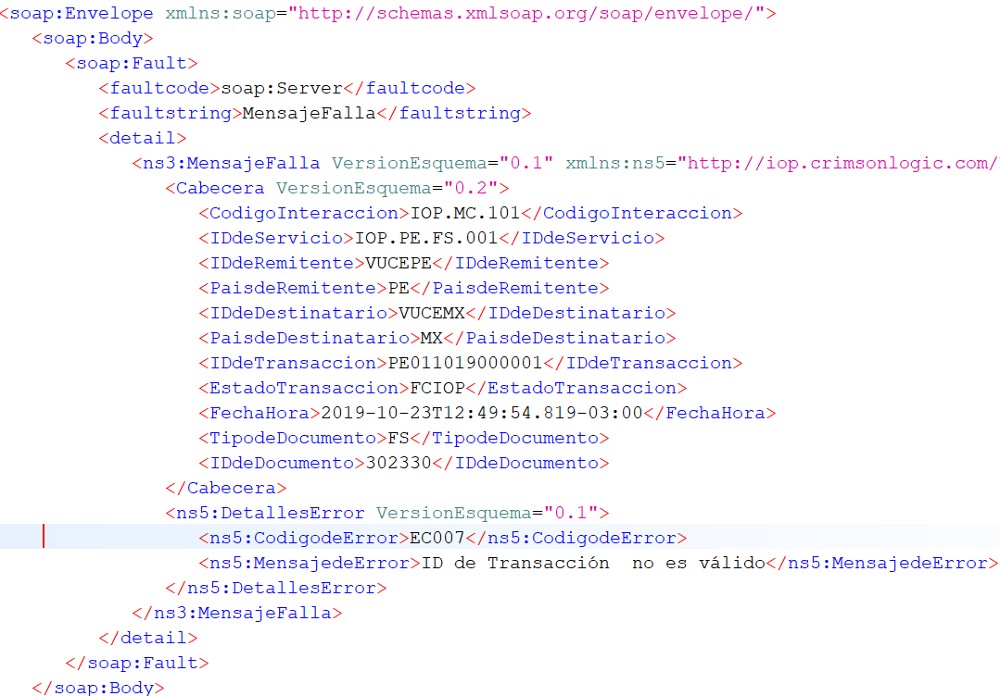 <soap:Envelope xmlns:soap="http://schemas.xmlsoap.org/soap/envelope/">
<soap:Body>
<soap:Fault>
<faultcode>soap:Server</faultcode>
<faultstring>MensajeFalla</faultstring>
<detail>
<ns3:MensajeFalla VersionEsquema="0.1" xmlns:ns5="http://iop.crimsonlogic.com/
<Cabecera VersionEsquema="0.2">
<CodigoInteraccion>IOP.MC.101</CodigoInteraccion>
<IDdeServicio>IOP.PE.FS.001</IDdeServicio>
<IDdeRemitente>VUCEPE</IDdeRemitente>
<PaisdeRemitente>PE</PaisdeRemitente>
<IDdeDestinatario>VUCEMX</IDdeDestinatario>
<PaisdeDestinatario>MX</PaisdeDestinatario>
<IDdeTransaccion>PE011019000001</IDdeTransaccion>
<EstadoTransaccion>FCIOP</EstadoTransaccion>
<FechaHora>2019-10-23T12:49:54.819-03:00</FechaHora>
<TipodeDocumento>FS</TipodeDocumento>
<IDdeDocumento>302330</IDdeDocumento>
</Cabecera>
<ns5:DetallesError VersionEsquema="0.1">
<ns5:CodigodeError>EC007</ns5:CodigodeError>
<ns5:MensajedeError>ID de Transacción  no es válido</ns5:MensajedeError>
</ns5:DetallesError>
</ns3:MensajeFalla>
</detail>
</soap:Fault>
</soap:Body>